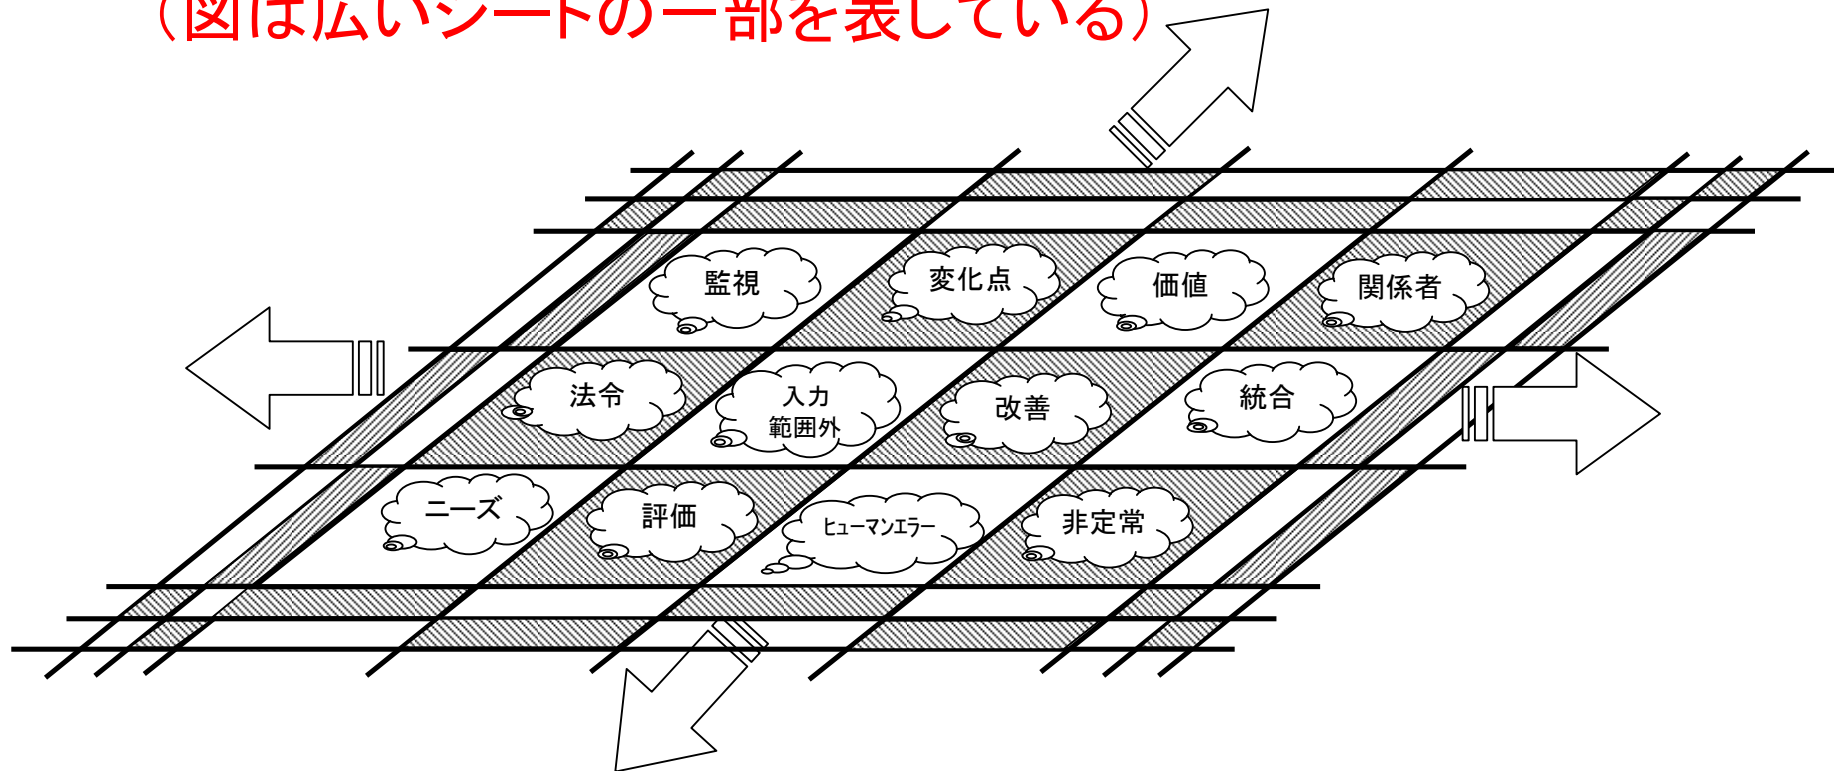 （図は広いシートの一部を表している）
監視
変化点
価値
関係者
法令
入力
範囲外
改善
統合
ニーズ
評価
ヒューマンエラー
非定常